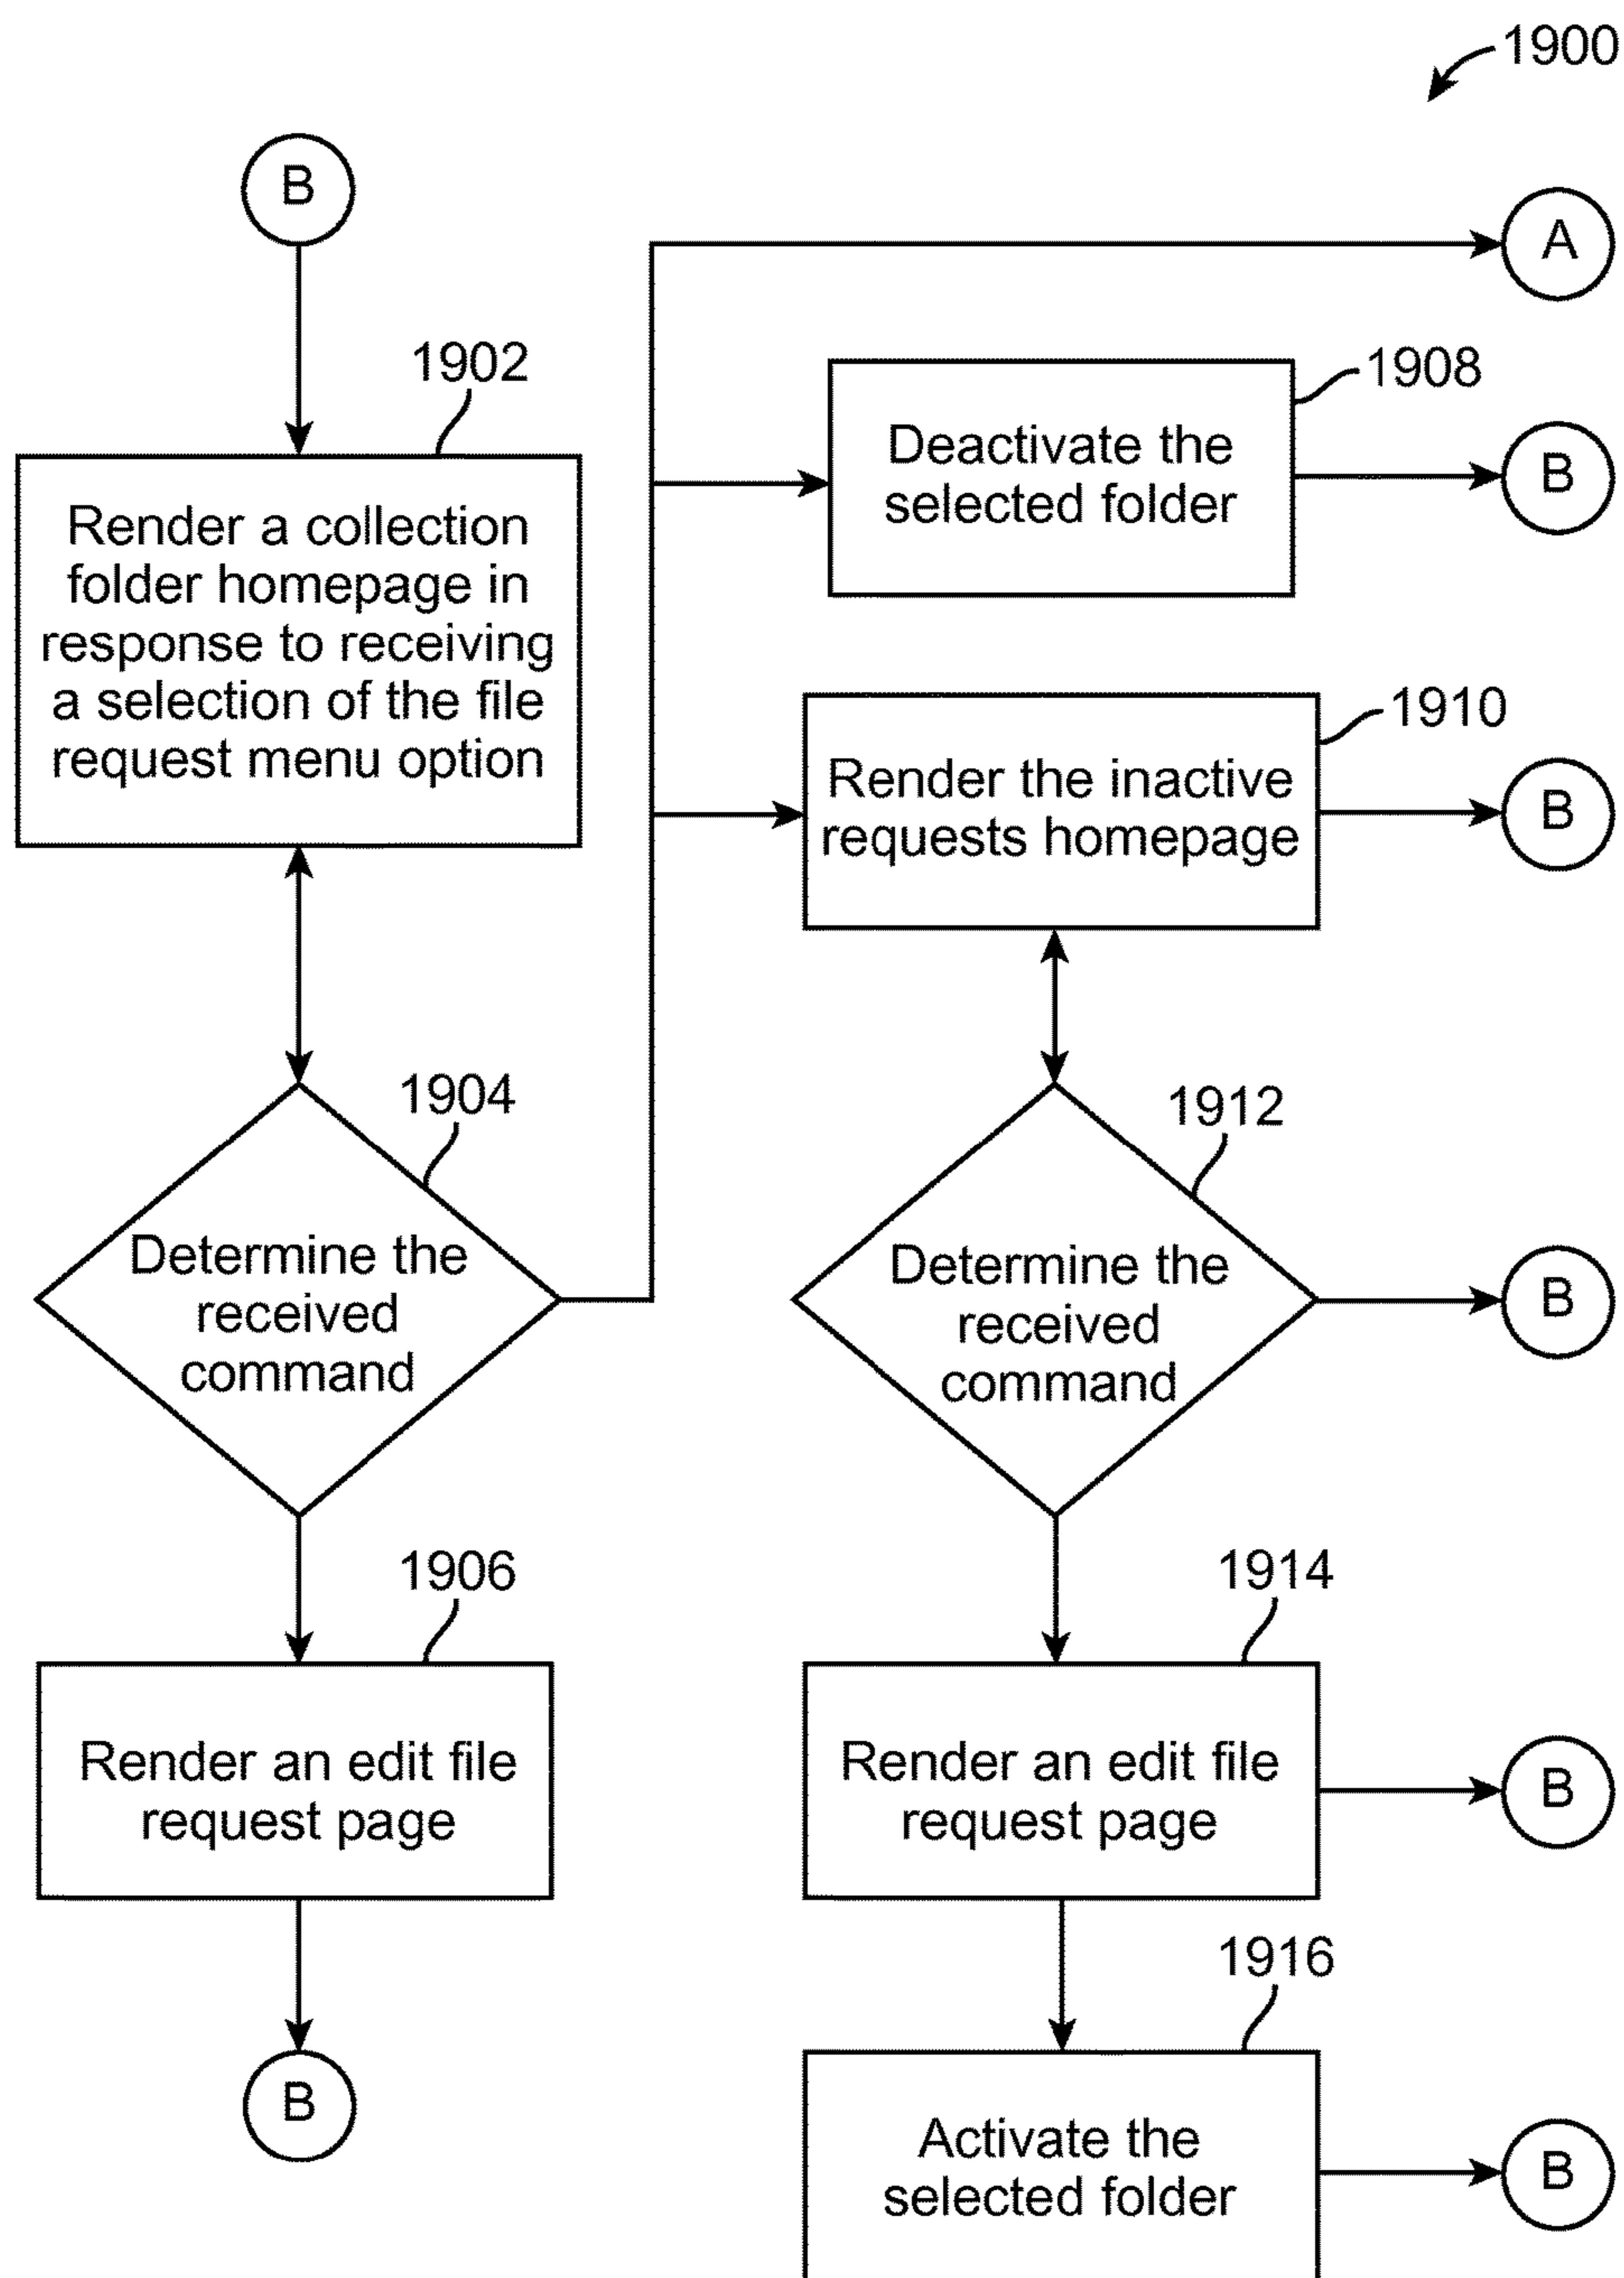 1900
B
A
1902
1908
Render a collection
folder homepage in
response to receiving
a selection of the file
request menu option
Deactivate the
selected folder
B
1910
Render the inactive
requests homepage
B
1904
Determine the
received
command
1912
Determine the
received
command
B
1906
Render an edit file
request page
B
1914
Render an edit file
request page
B
1916
Activate the
selected folder
B